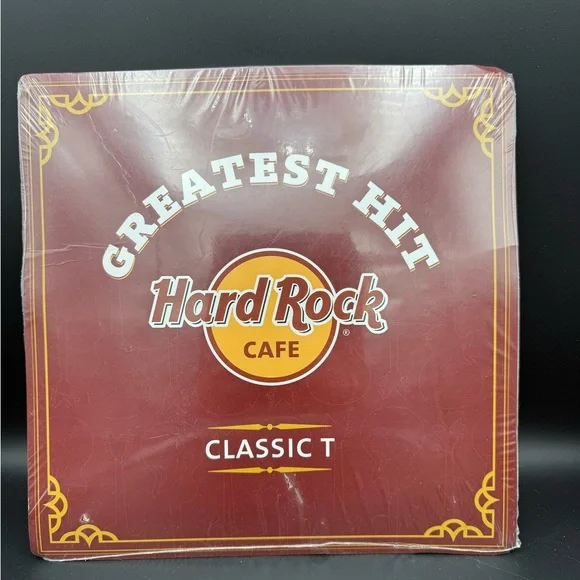 GREATEST HIT
Hard Rock ®
CAFE
CLASSIC T